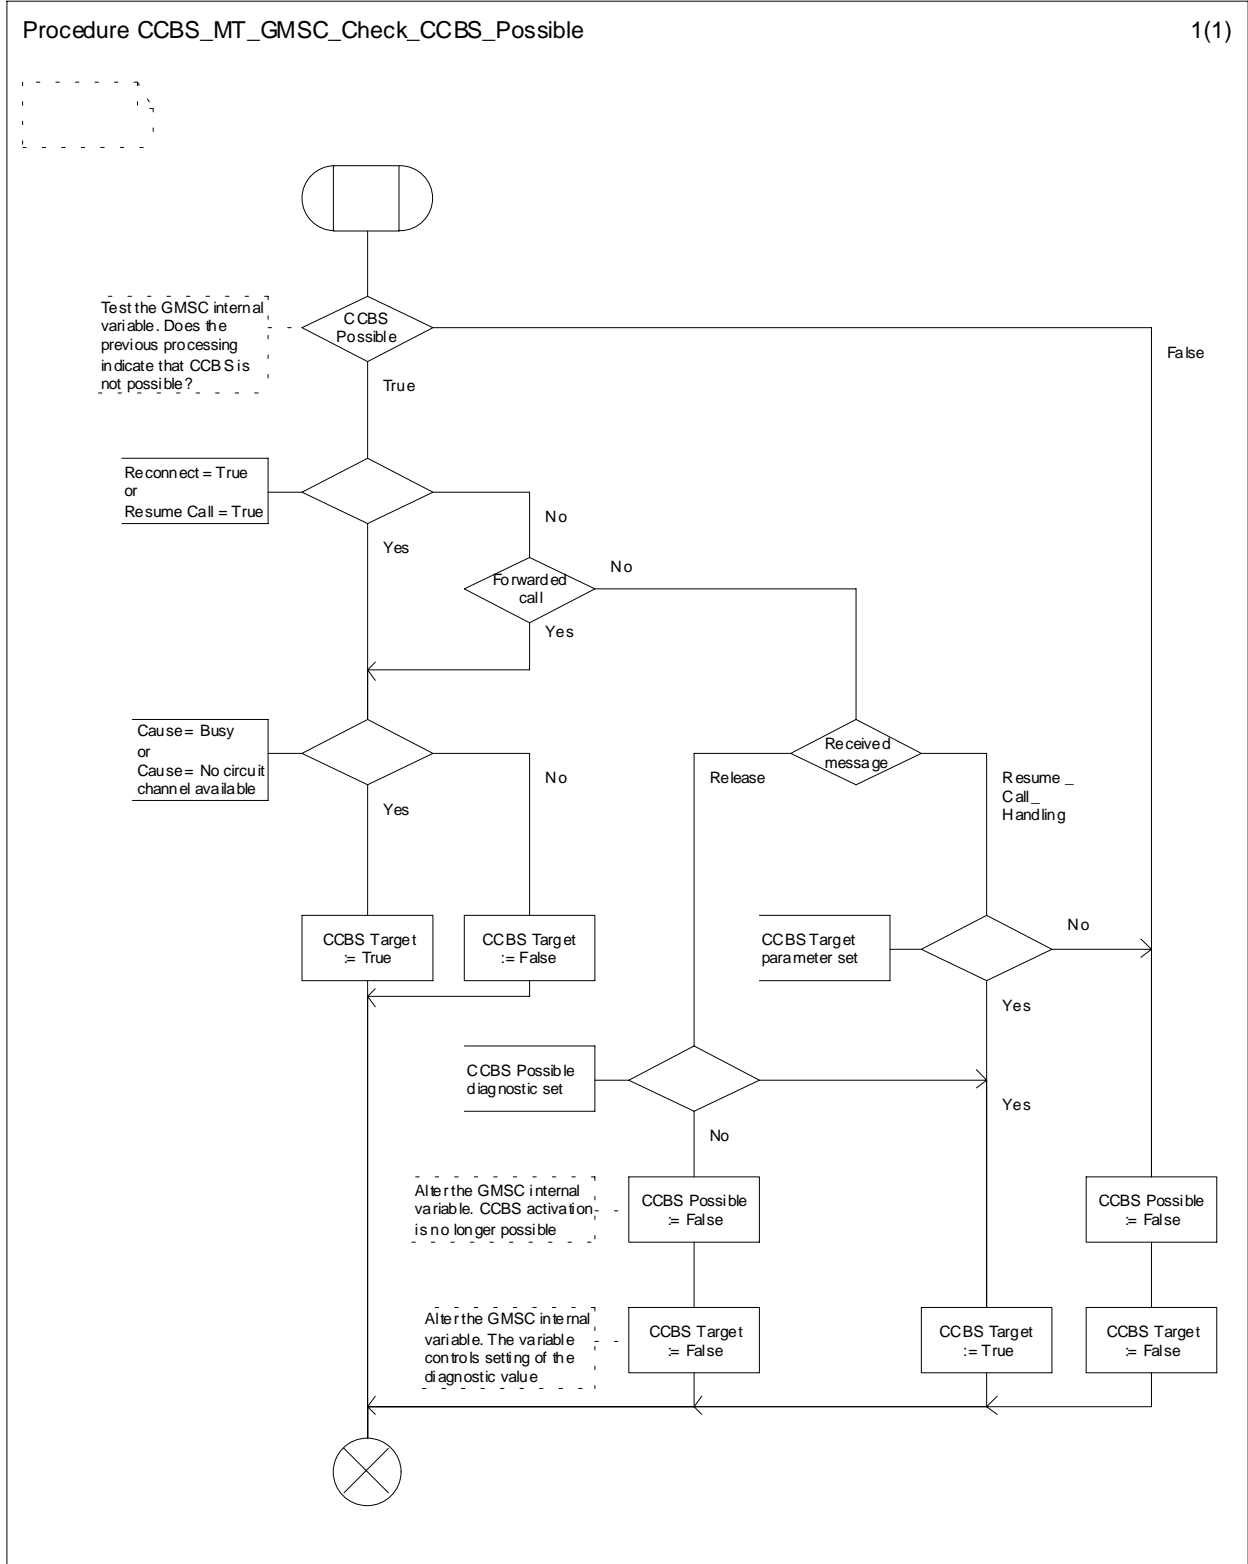 Procedure CCBS_MT_GMSC_Check_CCBS_Possible 1(1)
Test the GMSC internal
variable. Does the
previous processing
indicate that CCBS is
not possible?
CCBS
Possible
False
True
Reconnect = True
or
Resume Call = True
No
Yes
Forwarded
call
No
Yes
Cause= Busy
or
Cause= No circuit
channel available
No
Yes
Received
message
Release
Resume_
Call_
Handling
CCBS Target
:= True
CCBS Target
:= False
CCBS Target
parameter set
No
Yes
CCBS Possible
diagnostic set
Yes
No
Alter the GMSC internal
variable. CCBS activation
is no longer possible
CCBS Possible
:= False
CCBS Possible
:= False
Alter the GMSC internal
variable. The variable
controls setting of the
diagnostic value
CCBS Target
:= False
CCBS Target
:= True
CCBS Target
:= False